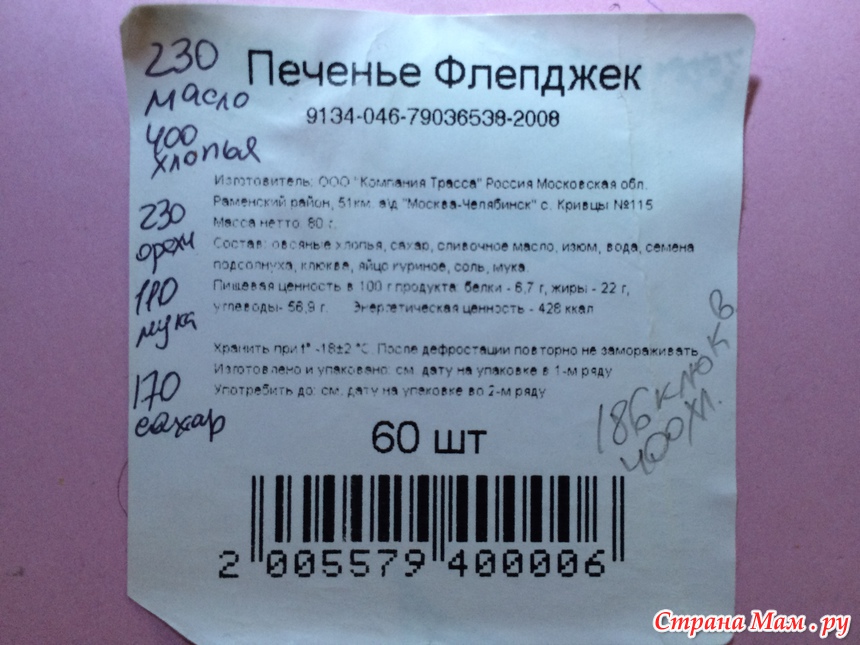 Печенье Флепджек
9134-046-79036538-2008
Изготовитель: ООО "Компания Трасса" Россия Московская обл.
Раменский район, 51км. а\д "Москва-Челябинск" с. Кривцы №115
Масса нетто: 80 г.
Состав: овсяные хлопья, сахар, сливочное масло, изюм, вода, семена
подсолнуха, клюква, яйцо куриное, соль, мука.
Пищевая ценность в 100 г продукта: белки - 6,7 г, жиры - 22 г,
углеводы- 56,9 г. Энергетическая ценность - 428 ккал
Хранить при t° -18±2 °С. После дефростации повторно не замораживать
Изготовлено и упаковано: см. дату на упаковке в 1-м ряду
Употребить до: см. дату на упаковке во 2-м ряду
60 шт
2 005579 400006
230
масло
400
хлопья
230
орехи
110
мука
170
сахар
186 клюкв
400 хл.
Страна Мам.ру